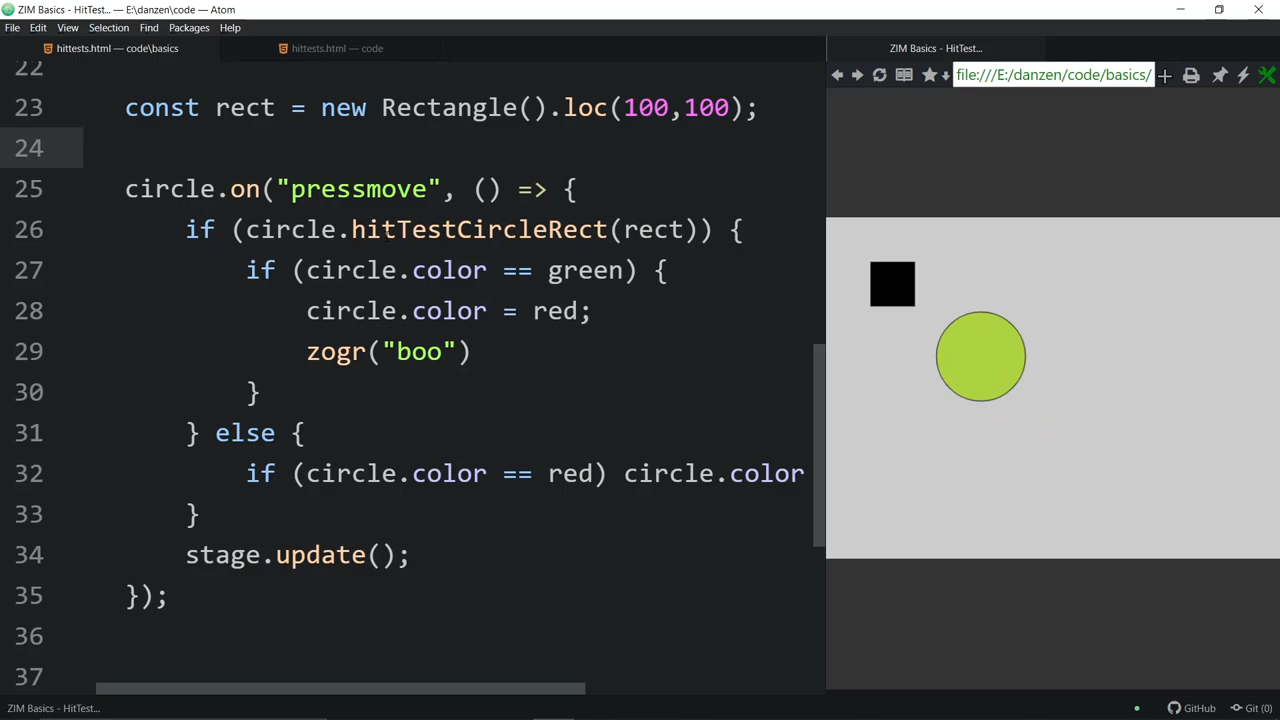 ZIM Basics - HitTest... — E:\danzen\code — Atom
File Edit View Selection Find Packages Help
hittests.html — code\basics hittests.html — code ZIM Basics - HitTest...
file:///E:/danzen/code/basics/
22
23 const rect = new Rectangle().loc(100,100);
24
25 circle.on("pressmove", () => {
26 if (circle.hitTestCircleRect(rect)) {
27 if (circle.color == green) {
28 circle.color = red;
29 zogr("boo")
30 }
31 } else {
32 if (circle.color == red) circle.color
33 }
34 stage.update();
35 });
36
37
ZIM Basics - HitTest... GitHub Git (0)